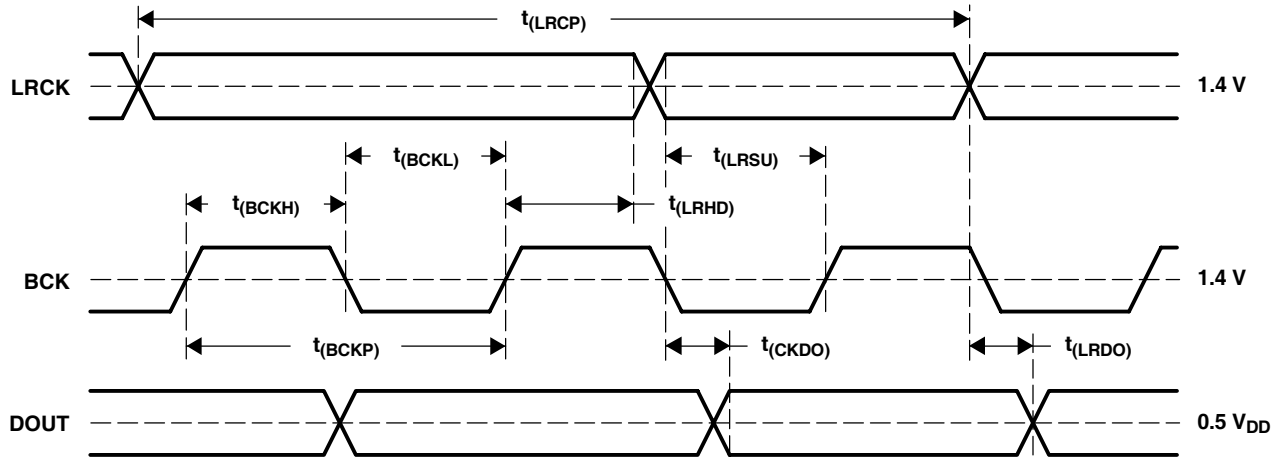 t(LRCP)
LRCK
1.4 V
t(BCKL)
t(LRSU)
t(BCKH)
t(LRHD)
BCK
1.4 V
t(BCKP)
t(CKDO)
t(LRDO)
DOUT
0.5 VDD